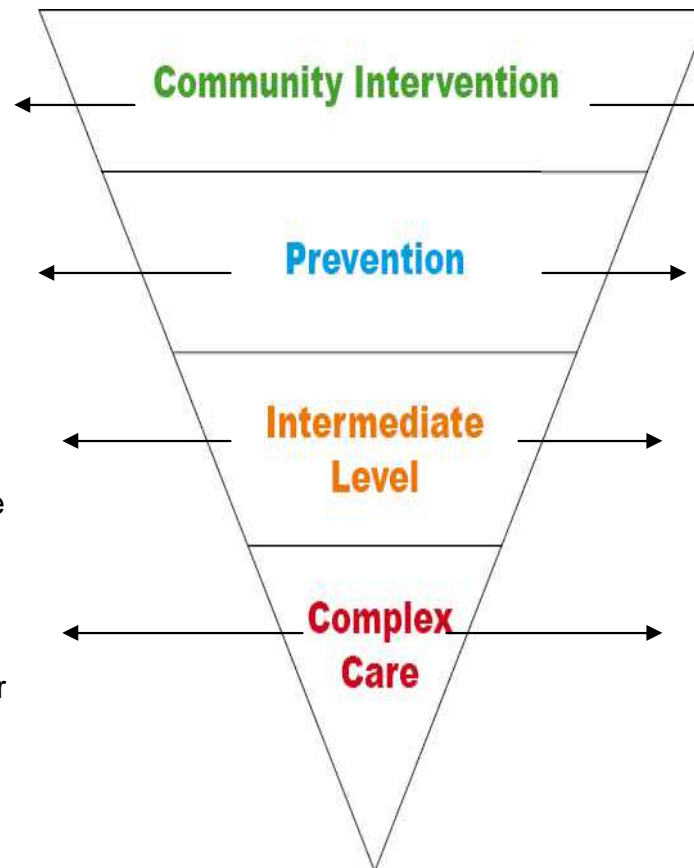 Community Intervention
Prevention
Intermediate
Level
e
Complex
Care
r